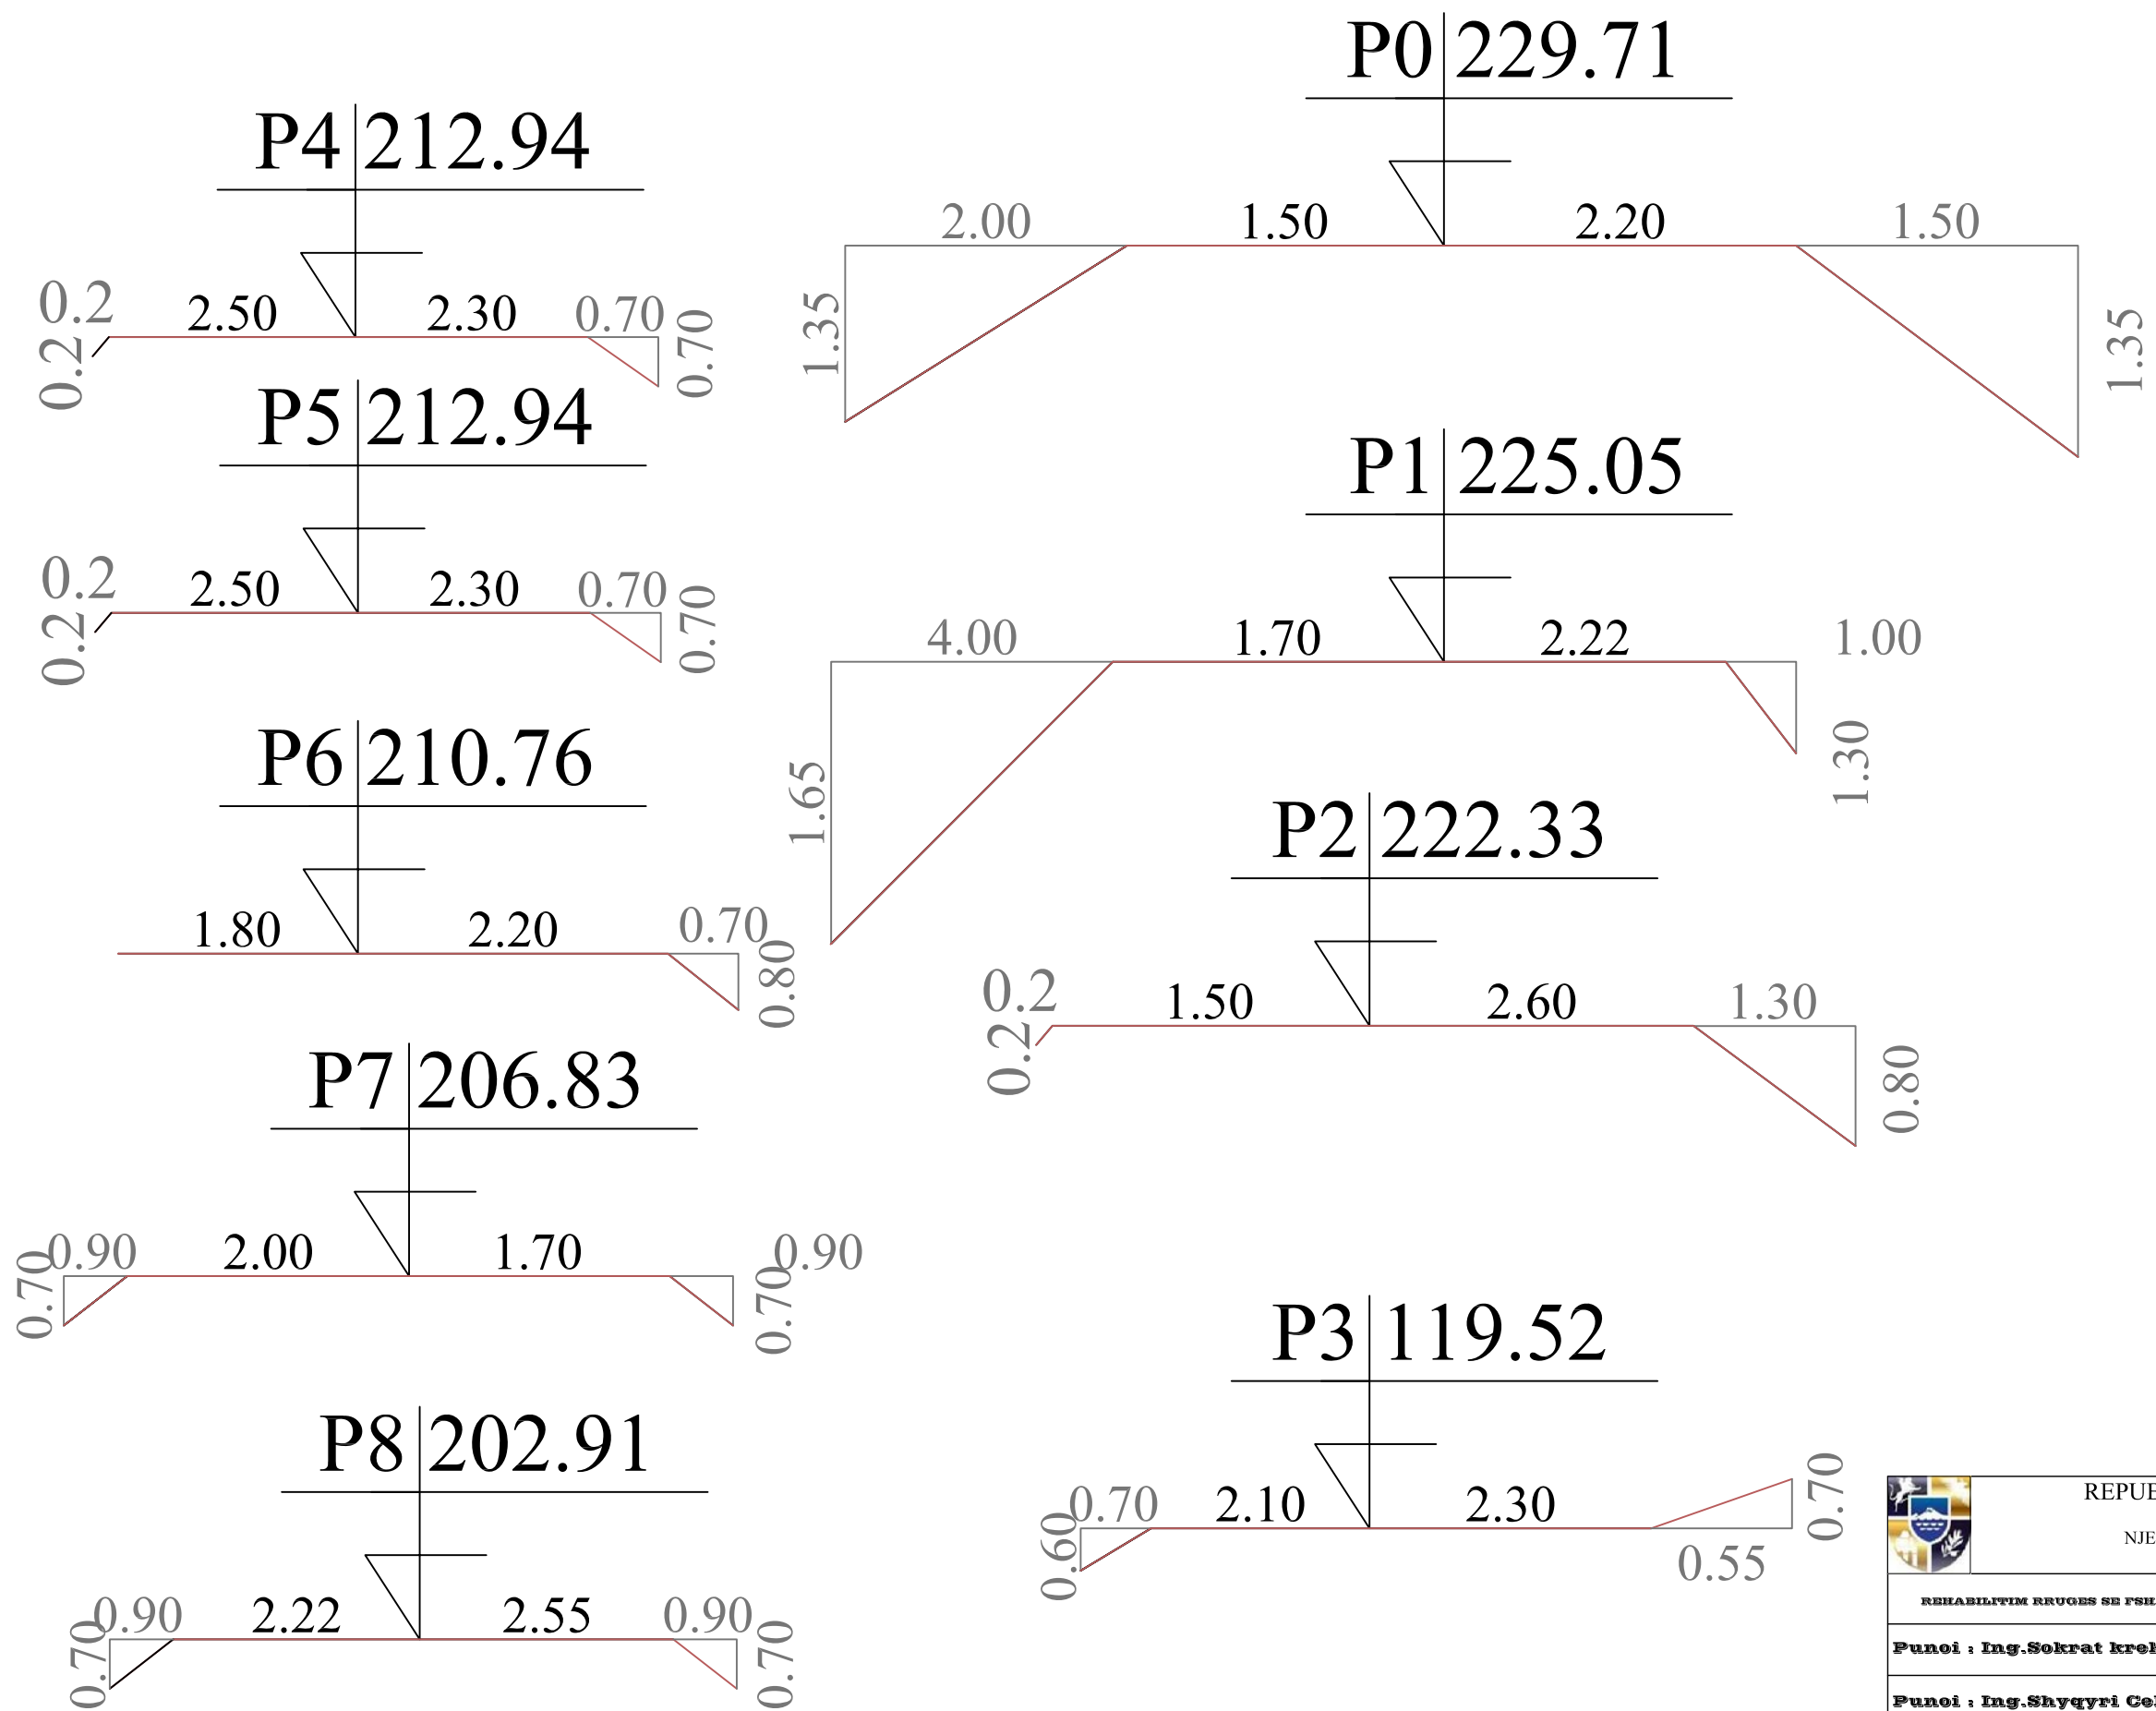 P4 212.94
0.2 2.50 2.30 0.70
0.2 0.70
P5 212.94
0.2 2.50 2.30 0.70
0.2 0.70
P6 210.76
1.80 2.20 0.70
0.80
P7 206.83
0.90 2.00 1.70 0.90
0.70 0.70
P8 202.91
0.90 2.22 2.55 0.90
0.70 0.70
P0 229.71
2.00 1.50 2.20 1.50
1.35 1.35
P1 225.05
4.00 1.70 2.22 1.00
1.65 1.30
P2 222.33
0.2 1.50 2.60 1.30
0.2 0.80
P3 119.52
0.70 2.10 2.30 0.70
0.60 0.55
REPUB
NJE
REHABILITIM RRUGES SE FSH
Punoi : Ing.Sokrat krek
Punoi : Ing.Shyqyri Cel